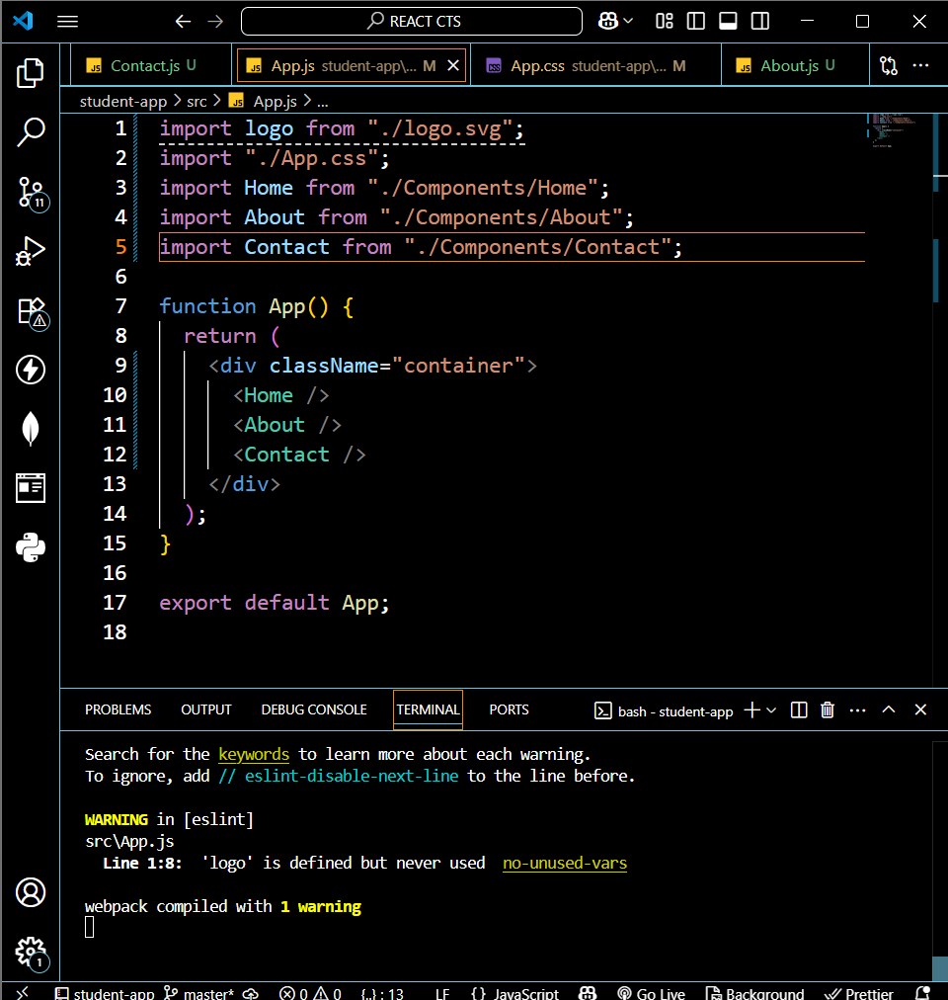 REACT CTS
Contact.js U
App.js student-app\... M
App.css student-app\... M
About.js U
student-app > src > App.js > ...
1 import logo from "./logo.svg";
2 import "./App.css";
3 import Home from "./Components/Home";
4 import About from "./Components/About";
5 import Contact from "./Components/Contact";
6
7 function App() {
8 return (
9 <div className="container">
10 <Home />
11 <About />
12 <Contact />
13 </div>
14 );
15 }
16
17 export default App;
18
11
PROBLEMS OUTPUT DEBUG CONSOLE TERMINAL PORTS bash - student-app
Search for the keywords to learn more about each warning.
To ignore, add // eslint-disable-next-line to the line before.
WARNING in [eslint]
src\App.js
Line 1:8: 'logo' is defined but never used no-unused-vars
webpack compiled with 1 warning
1
student-app master* 0 0 {..} : 13 LF {} JavaScript Go Live Background Prettier